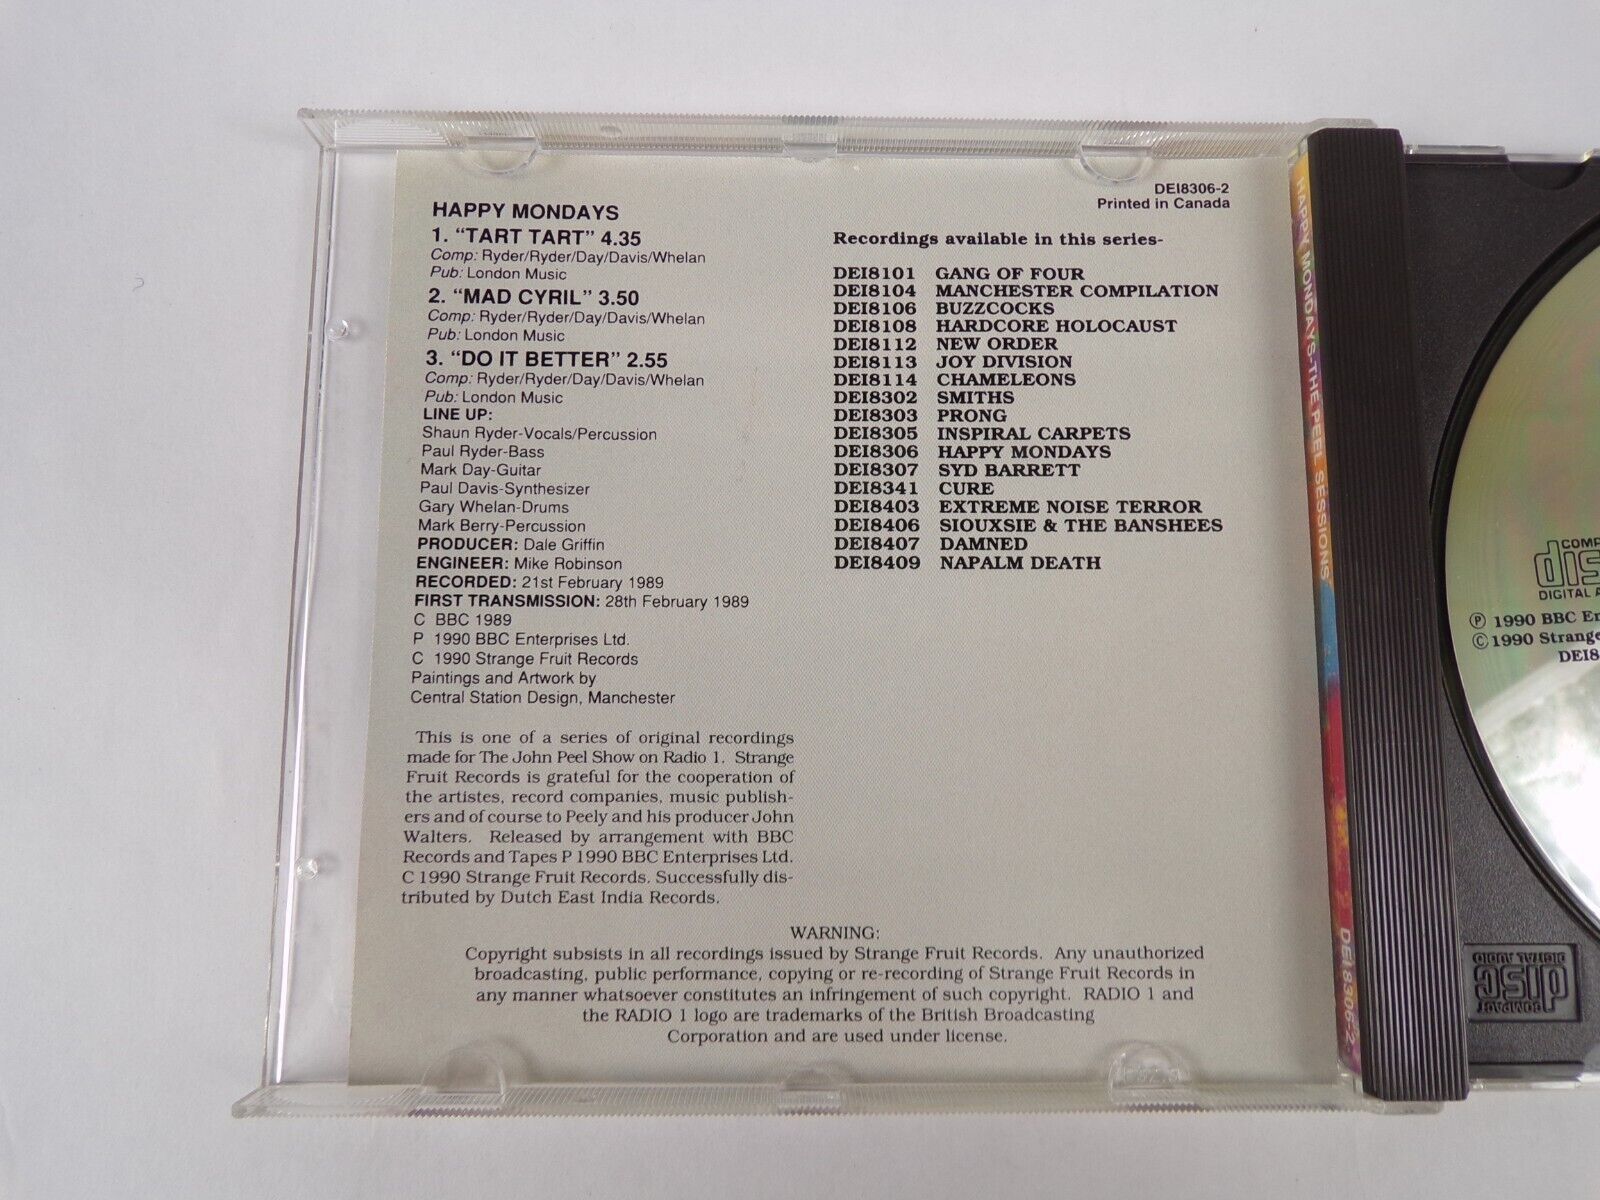 HAPPY MONDAYS
1. “TART TART” 4.35
Comp: Ryder/Ryder/Day/Davis/Whelan
Pub: London Music
2. “MAD CYRIL” 3.50
Comp: Ryder/Ryder/Day/Davis/Whelan
Pub: London Music
3. “DO IT BETTER” 2.55
Comp: Ryder/Ryder/Day/Davis/Whelan
Pub: London Music
LINE UP:
Shaun Ryder-Vocals/Percussion
Paul Ryder-Bass
Mark Day-Guitar
Paul Davis-Synthesizer
Gary Whelan-Drums
Mark Berry-Percussion
PRODUCER: Dale Griffin
ENGINEER: Mike Robinson
RECORDED: 21st February 1989
FIRST TRANSMISSION: 28th February 1989
C BBC 1989
P 1990 BBC Enterprises Ltd.
C 1990 Strange Fruit Records
Paintings and Artwork by
Central Station Design, Manchester
This is one of a series of original recordings
made for The John Peel Show on Radio 1. Strange
Fruit Records is grateful for the cooperation of
the artistes, record companies, music publish-
ers and of course to Peely and his producer John
Walters. Released by arrangement with BBC
Records and Tapes P 1990 BBC Enterprises Ltd.
C 1990 Strange Fruit Records. Successfully dis-
tributed by Dutch East India Records.
DEI8306-2
Printed in Canada
Recordings available in this series-
DEI8101 GANG OF FOUR
DEI8104 MANCHESTER COMPILATION
DEI8106 BUZZCOCKS
DEI8108 HARDCORE HOLOCAUST
DEI8112 NEW ORDER
DEI8113 JOY DIVISION
DEI8114 CHAMELEONS
DEI8302 SMITHS
DEI8303 PRONG
DEI8305 INSPIRAL CARPETS
DEI8306 HAPPY MONDAYS
DEI8307 SYD BARRETT
DEI8341 CURE
DEI8403 EXTREME NOISE TERROR
DEI8406 SIOUXSIE & THE BANSHEES
DEI8407 DAMNED
DEI8409 NAPALM DEATH
WARNING:
Copyright subsists in all recordings issued by Strange Fruit Records. Any unauthorized
broadcasting, public performance, copying or re-recording of Strange Fruit Records in
any manner whatsoever constitutes an infringement of such copyright. RADIO 1 and
the RADIO 1 logo are trademarks of the British Broadcasting
Corporation and are used under license.
HAPPY MONDAYS-THE PEEL SESSIONS DEI8306-2
COMP
dis
DIGITAL A
℗ 1990 BBC En
© 1990 Strange
DEI8
COMPACT
disc
DIGITAL AUDIO